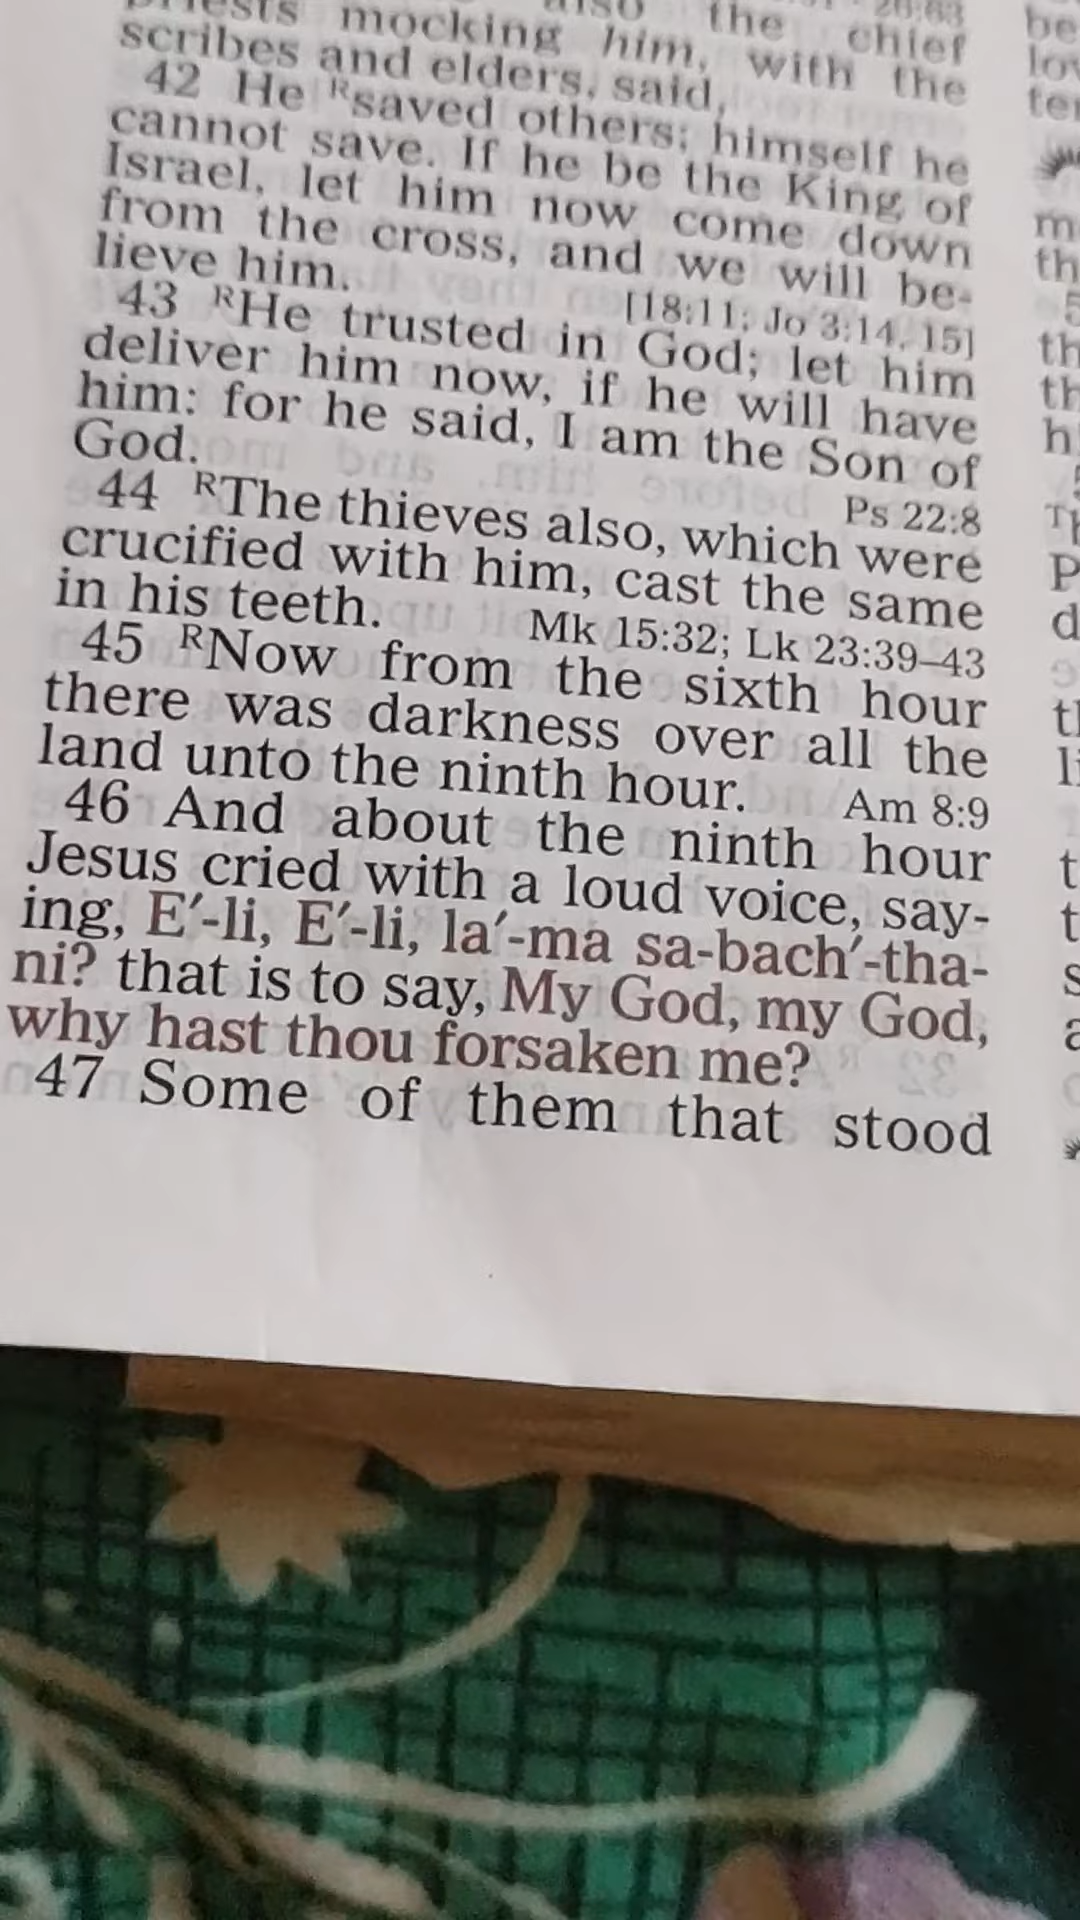 also the chief
priests mocking him, with the
scribes and elders, said,
42 He ᴿsaved others; himself he
cannot save. If he be the King of
Israel, let him now come down
from the cross, and we will be-
lieve him. [18:11; Jo 3:14, 15]
43 ᴿHe trusted in God; let him
deliver him now, if he will have
him: for he said, I am the Son of
God. Ps 22:8
44 ᴿThe thieves also, which were
crucified with him, cast the same
in his teeth. Mk 15:32; Lk 23:39–43
45 ᴿNow from the sixth hour
there was darkness over all the
land unto the ninth hour. Am 8:9
46 And about the ninth hour
Jesus cried with a loud voice, say-
ing, E′-li, E′-li, la′-ma sa-bach′-tha-
ni? that is to say, My God, my God,
why hast thou forsaken me?
47 Some of them that stood